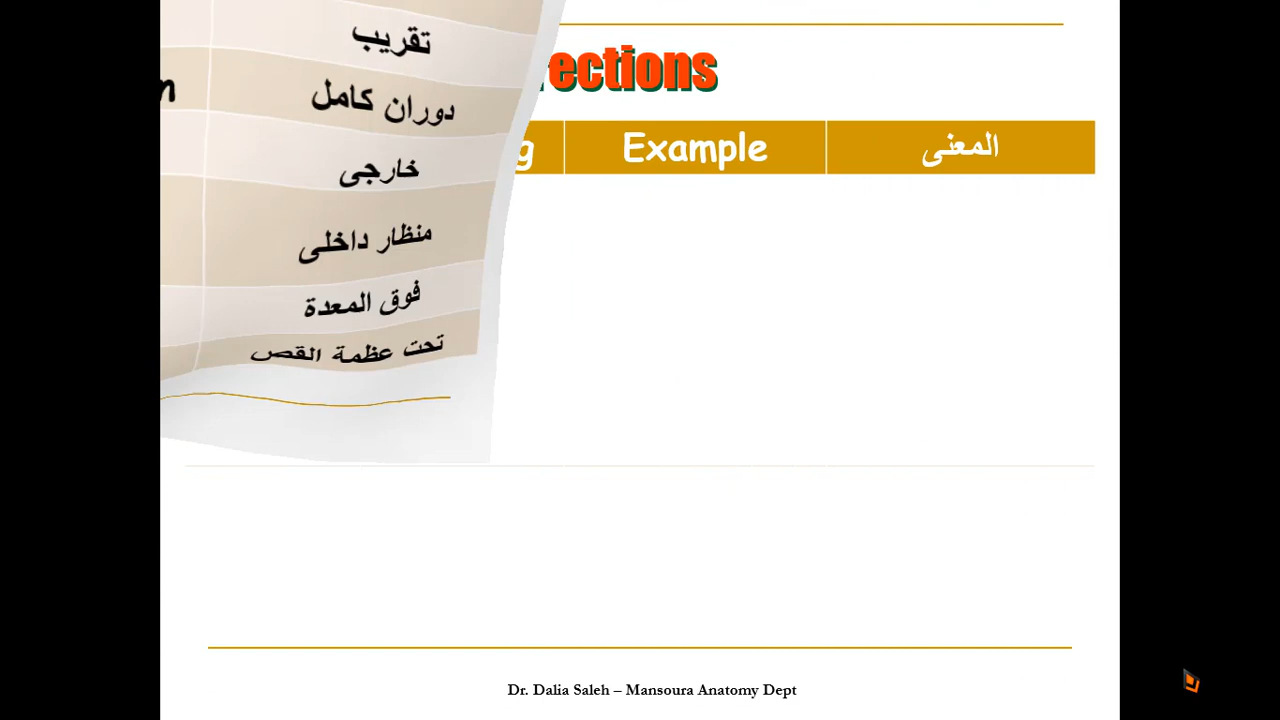 تقريب
دوران كامل
خارجى
منظار داخلى
فوق المعدة
تحت عظمة القص
ections
Example
المعنى
Dr. Dalia Saleh – Mansoura Anatomy Dept